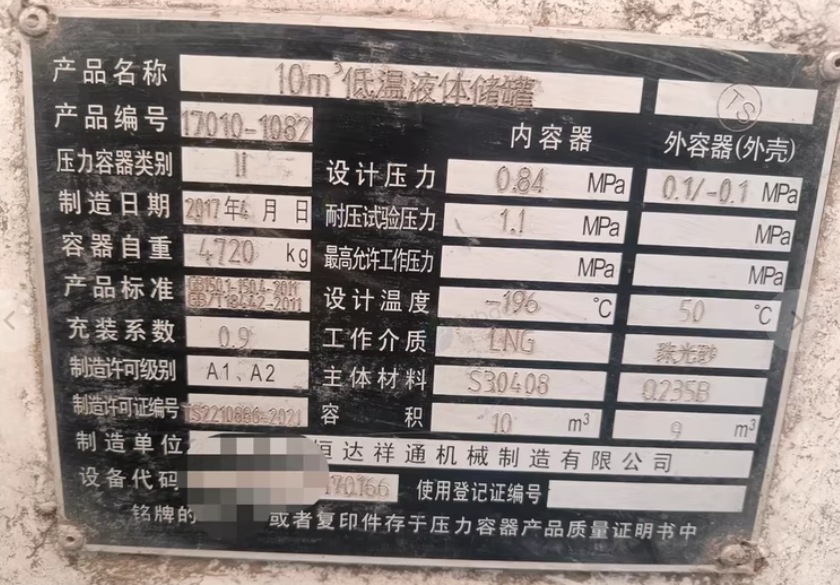 产品名称 10m³低温液体储罐 TS
产品编号 17010-1082 内容器 外容器(外壳)
压力容器类别 II 设计压力 0.84 MPa 0.1/-0.1 MPa
制造日期 2017年4月 日 耐压试验压力 1.1 MPa MPa
容器自重 4720 kg 最高允许工作压力 MPa MPa
产品标准 GB150.1-150.4-2011 GB/T18442-2011 设计温度 -196 ℃ 50 ℃
充装系数 0.9 工作介质 LNG 珠光砂
制造许可级别 A1、A2 主体材料 S30408 Q235B
制造许可证编号 TS2210886-2021 容积 10 m³ 9 m³
制造单位 恒达祥通机械制造有限公司
设备代码 170166 使用登记证编号
铭牌的 或者复印件存于压力容器产品质量证明书中